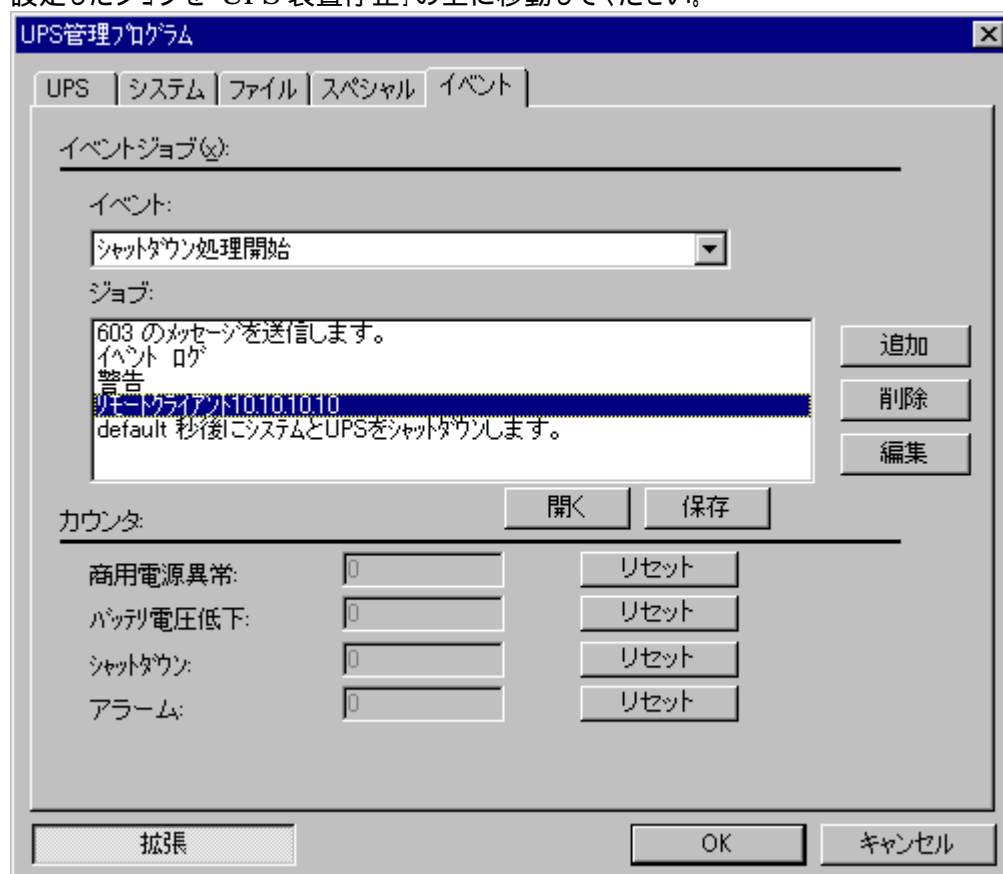 設定したジョブを「UPS 装置停止」の上に移動してください。
UPS管理プログラム
UPS システム ファイル スペシャル イベント
イベントジョブ(x):
イベント:
シャットダウン処理開始
ジョブ:
603 のメッセージを送信します。
イベント ログ
警告
リモートクライアント10.10.10.10
default 秒後にシステムとUPSをシャットダウンします。
追加
削除
編集
開く 保存
カウンタ:
商用電源異常: 0 リセット
バッテリ電圧低下: 0 リセット
シャットダウン: 0 リセット
アラーム: 0 リセット
拡張 OK キャンセル